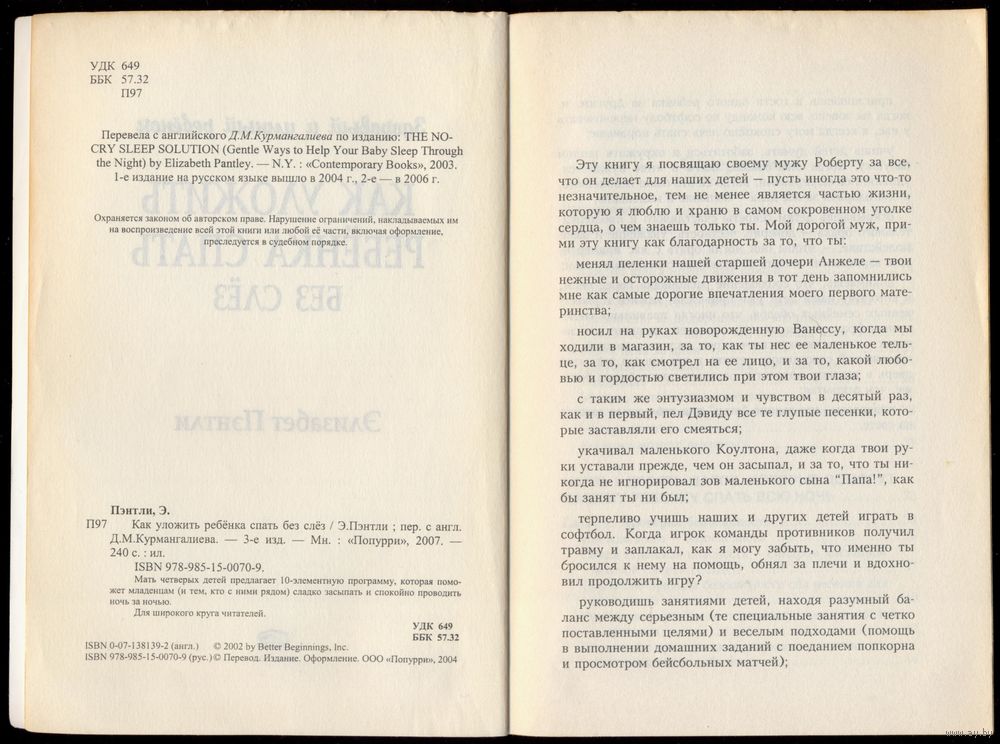 УДК 649
ББК 57.32
П97
Перевела с английского Д.М.Курмангалиева по изданию: THE NO-
CRY SLEEP SOLUTION (Gentle Ways to Help Your Baby Sleep Through
the Night) by Elizabeth Pantley. — N.Y. : «Contemporary Books», 2003.
1-е издание на русском языке вышло в 2004 г., 2-е — в 2006 г.
Охраняется законом об авторском праве. Нарушение ограничений, накладываемых им
на воспроизведение всей этой книги или любой её части, включая оформление,
преследуется в судебном порядке.
КАК УЛОЖИТЬ
РЕБЁНКА СПАТЬ
БЕЗ СЛЁЗ
Элизабет Пэнтли
Пэнтли, Э.
П97 Как уложить ребёнка спать без слёз / Э.Пэнтли ; пер. с англ.
Д.М.Курмангалиева. — 3-е изд. — Мн. : «Попурри», 2007. —
240 с. : ил.
ISBN 978-985-15-0070-9.
Мать четверых детей предлагает 10-элементную программу, которая помо-
жет младенцам (и тем, кто с ними рядом) сладко засыпать и спокойно проводить
ночь за ночью.
Для широкого круга читателей.
УДК 649
ББК 57.32
ISBN 0-07-138139-2 (англ.) © 2002 by Better Beginnings, Inc.
ISBN 978-985-15-0070-9 (рус.) © Перевод. Издание. Оформление. ООО «Попурри», 2004
Эту книгу я посвящаю своему мужу Роберту за все,
что он делает для наших детей — пусть иногда это что-то
незначительное, тем не менее является частью жизни,
которую я люблю и храню в самом сокровенном уголке
сердца, о чем знаешь только ты. Мой дорогой муж, при-
ми эту книгу как благодарность за то, что ты:
менял пеленки нашей старшей дочери Анжеле — твои
нежные и осторожные движения в тот день запомнились
мне как самые дорогие впечатления моего первого мате-
ринства;
носил на руках новорожденную Ванессу, когда мы
ходили в магазин, за то, как ты нес ее маленькое тель-
це, за то, как смотрел на ее лицо, и за то, какой любо-
вью и гордостью светились при этом твои глаза;
с таким же энтузиазмом и чувством в десятый раз,
как и в первый, пел Дэвиду все те глупые песенки, кото-
рые заставляли его смеяться;
укачивал маленького Коултона, даже когда твои ру-
ки уставали прежде, чем он засыпал, и за то, что ты ни-
когда не игнорировал зов маленького сына “Папа!”, как
бы занят ты ни был;
терпеливо учишь наших и других детей играть в
софтбол. Когда игрок команды противников получил
травму и заплакал, как я могу забыть, что именно ты
бросился к нему на помощь, обнял за плечи и вдохно-
вил продолжить игру?
руководишь занятиями детей, находя разумный ба-
ланс между серьезным (те специальные занятия с четко
поставленными целями) и веселым подходами (помощь
в выполнении домашних заданий с поеданием попкорна
и просмотром бейсбольных матчей);
www.ay.by